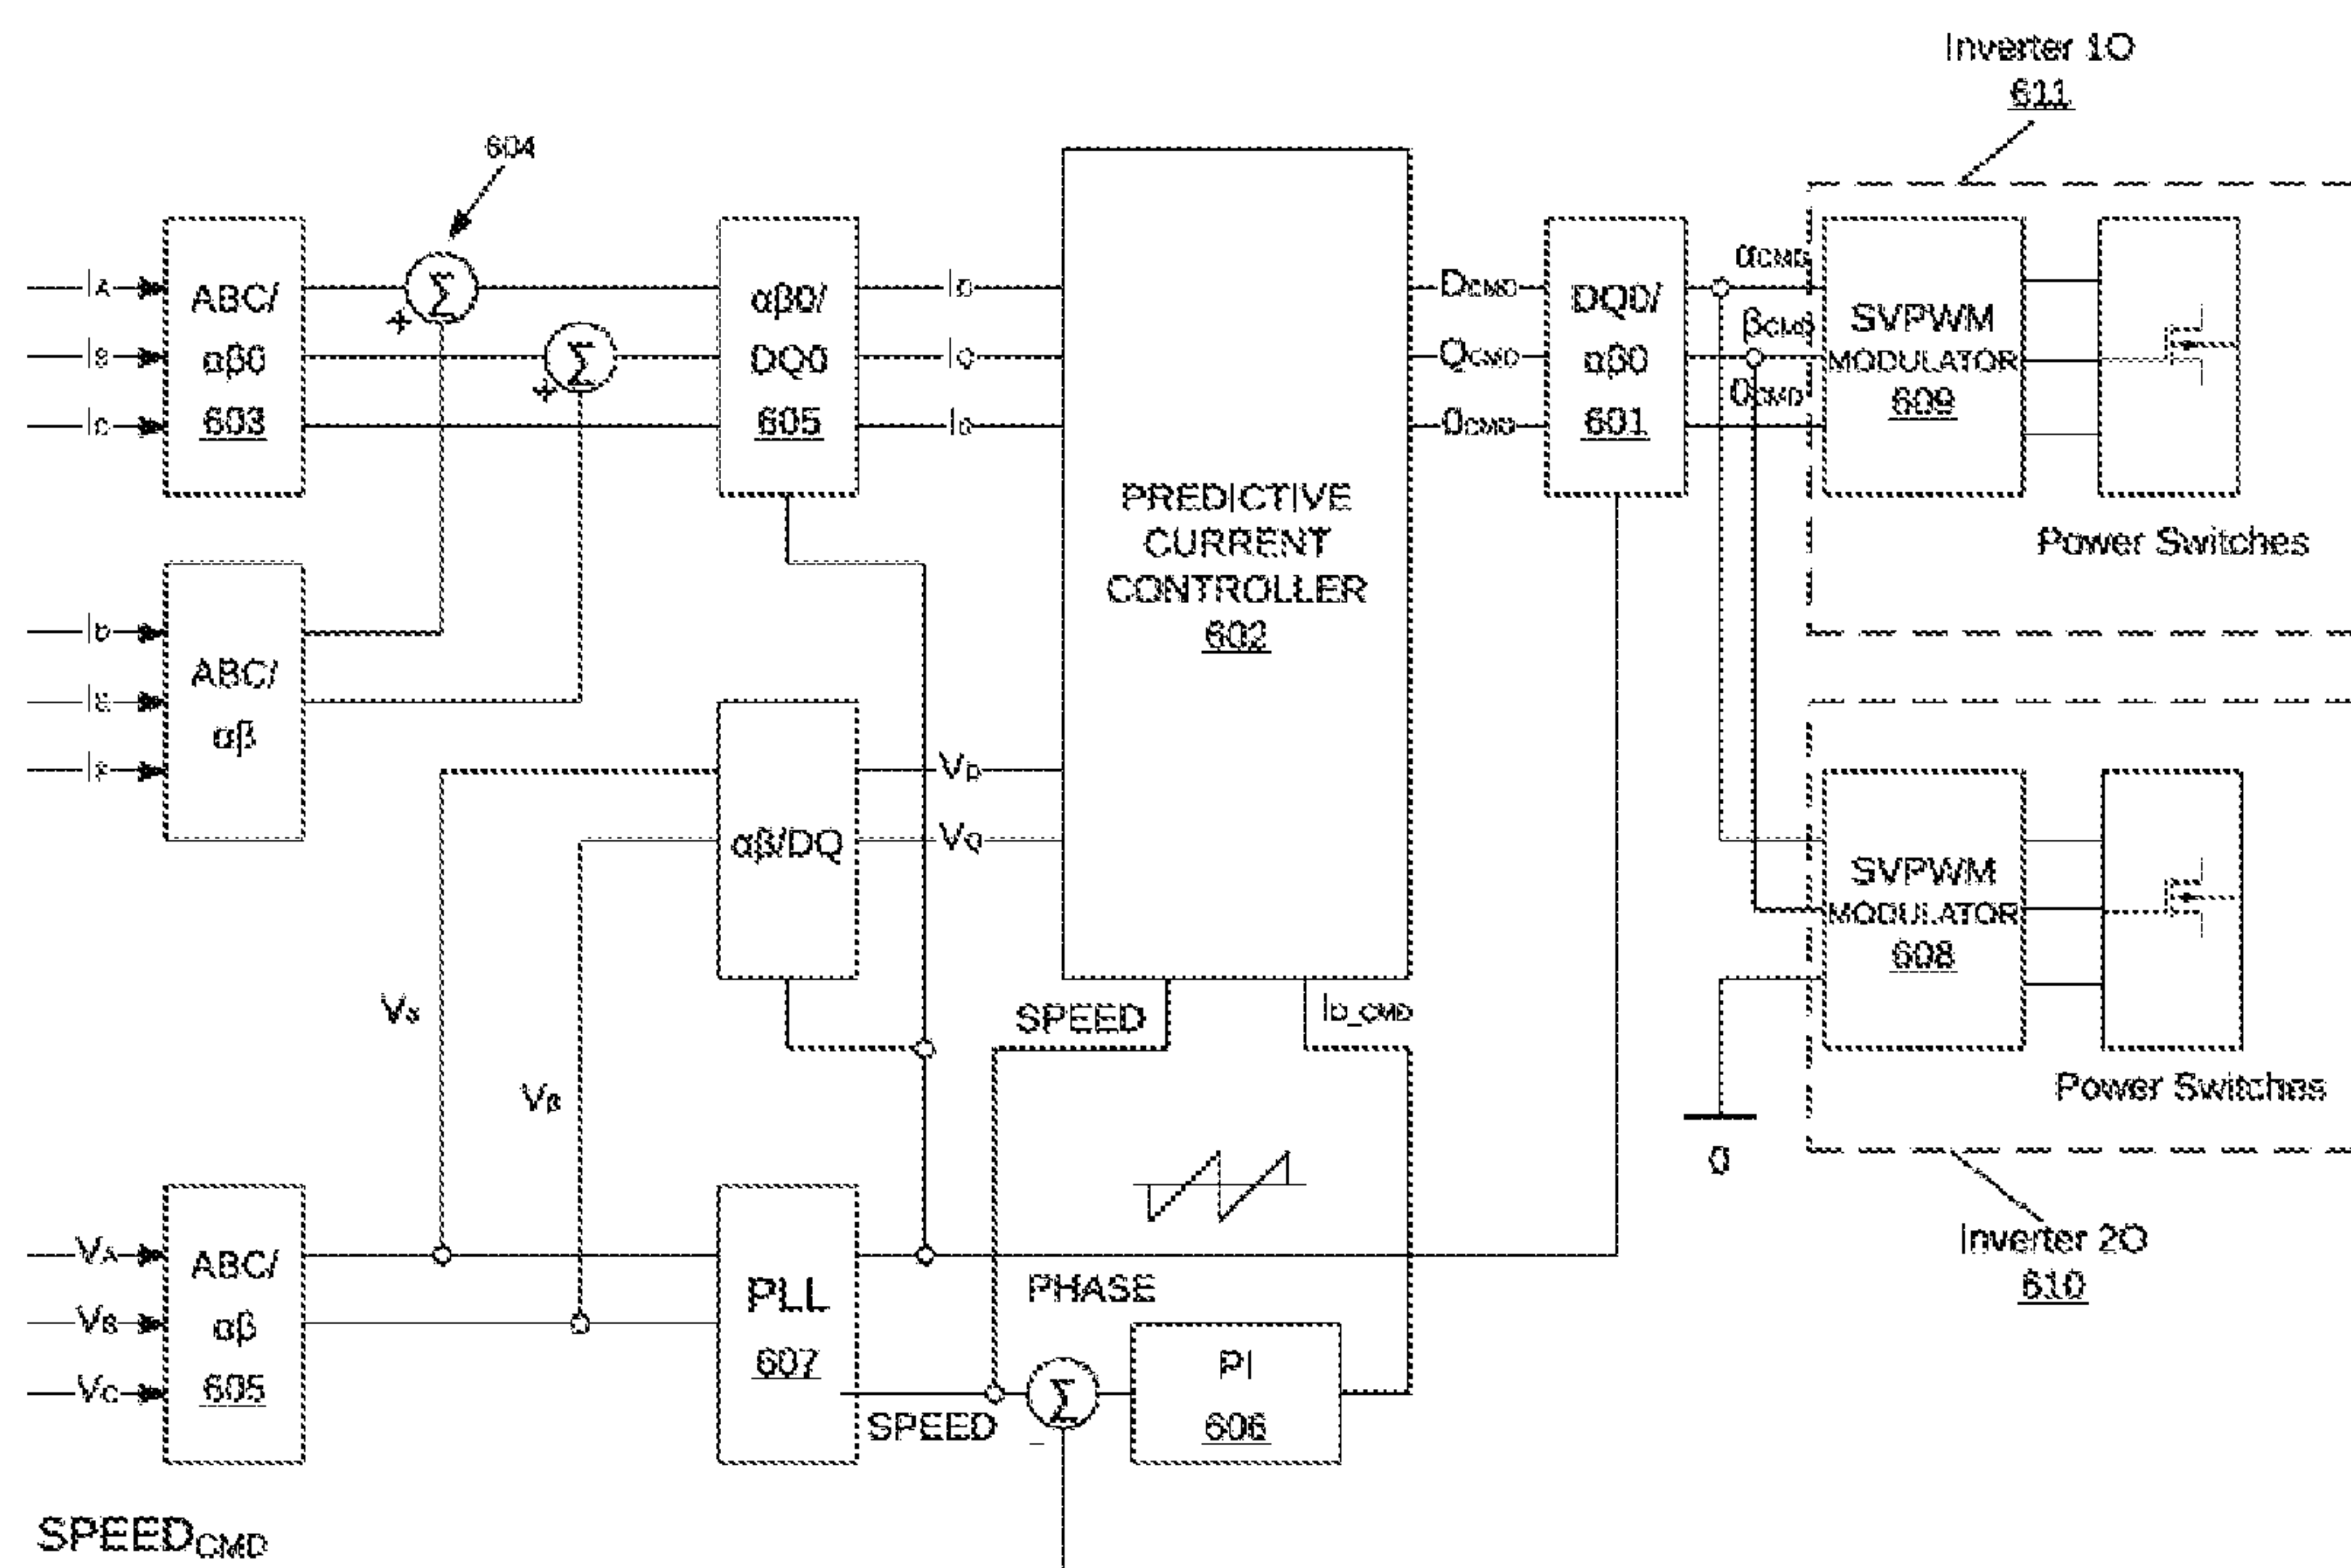 Inverter 1O
611
604
IA
IB
IC
ABC/
αβ0
603
Σ
+
Σ
+
αβ0/
DQ0
605
ID
IQ
I0
PREDICTIVE
CURRENT
CONTROLLER
602
DCMD
QCMD
0CMD
DQ0/
αβ0
601
αCMD
βCMD
0CMD
SVPWM
MODULATOR
609
Power Switches
ID
ABC/
αβ
αβ/DQ
VD
VQ
SVPWM
MODULATOR
608
Power Switches
0
Inverter 2O
610
Vβ
SPEED
ID_CMD
VA
VB
VC
ABC/
αβ
605
PLL
607
PHASE
SPEED
Σ
-
PI
606
SPEEDCMD